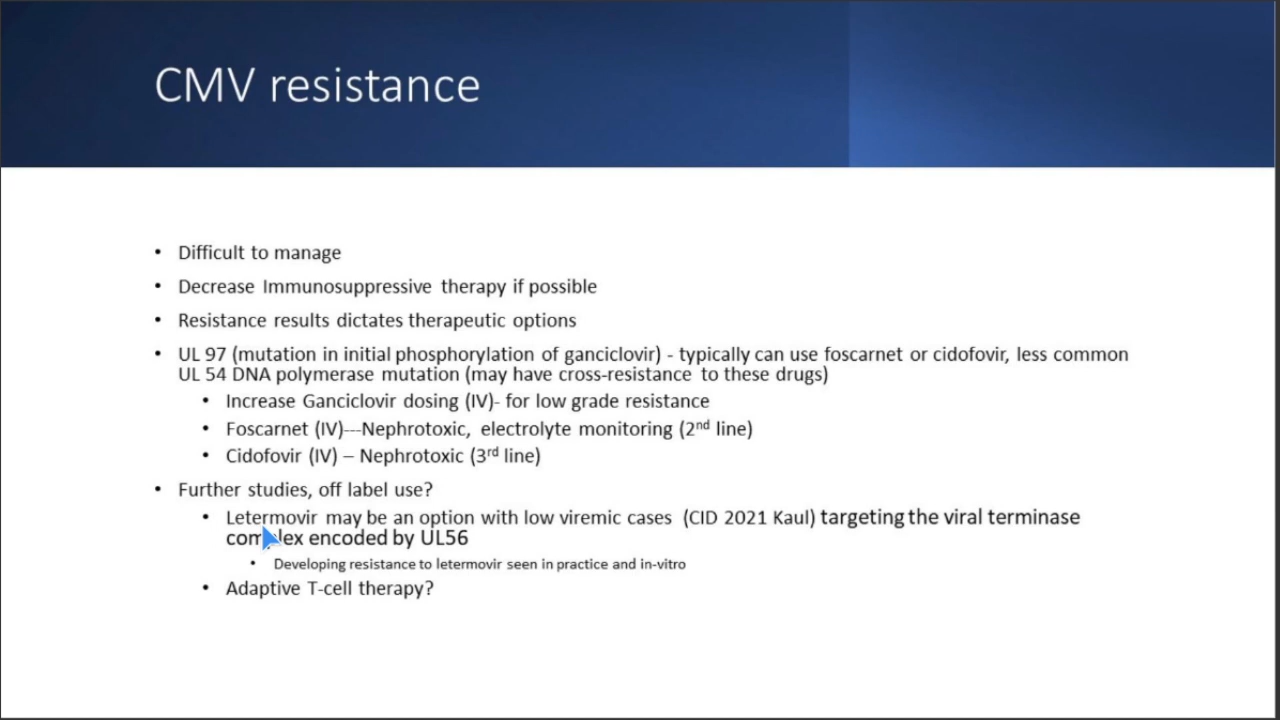 CMV resistance
• Difficult to manage
• Decrease Immunosuppressive therapy if possible
• Resistance results dictates therapeutic options
• UL 97 (mutation in initial phosphorylation of ganciclovir) - typically can use foscarnet or cidofovir, less common
UL 54 DNA polymerase mutation (may have cross-resistance to these drugs)
• Increase Ganciclovir dosing (IV)- for low grade resistance
• Foscarnet (IV)---Nephrotoxic, electrolyte monitoring (2nd line)
• Cidofovir (IV) – Nephrotoxic (3rd line)
• Further studies, off label use?
• Letermovir may be an option with low viremic cases (CID 2021 Kaul) targeting the viral terminase
complex encoded by UL56
• Developing resistance to letermovir seen in practice and in-vitro
• Adaptive T-cell therapy?